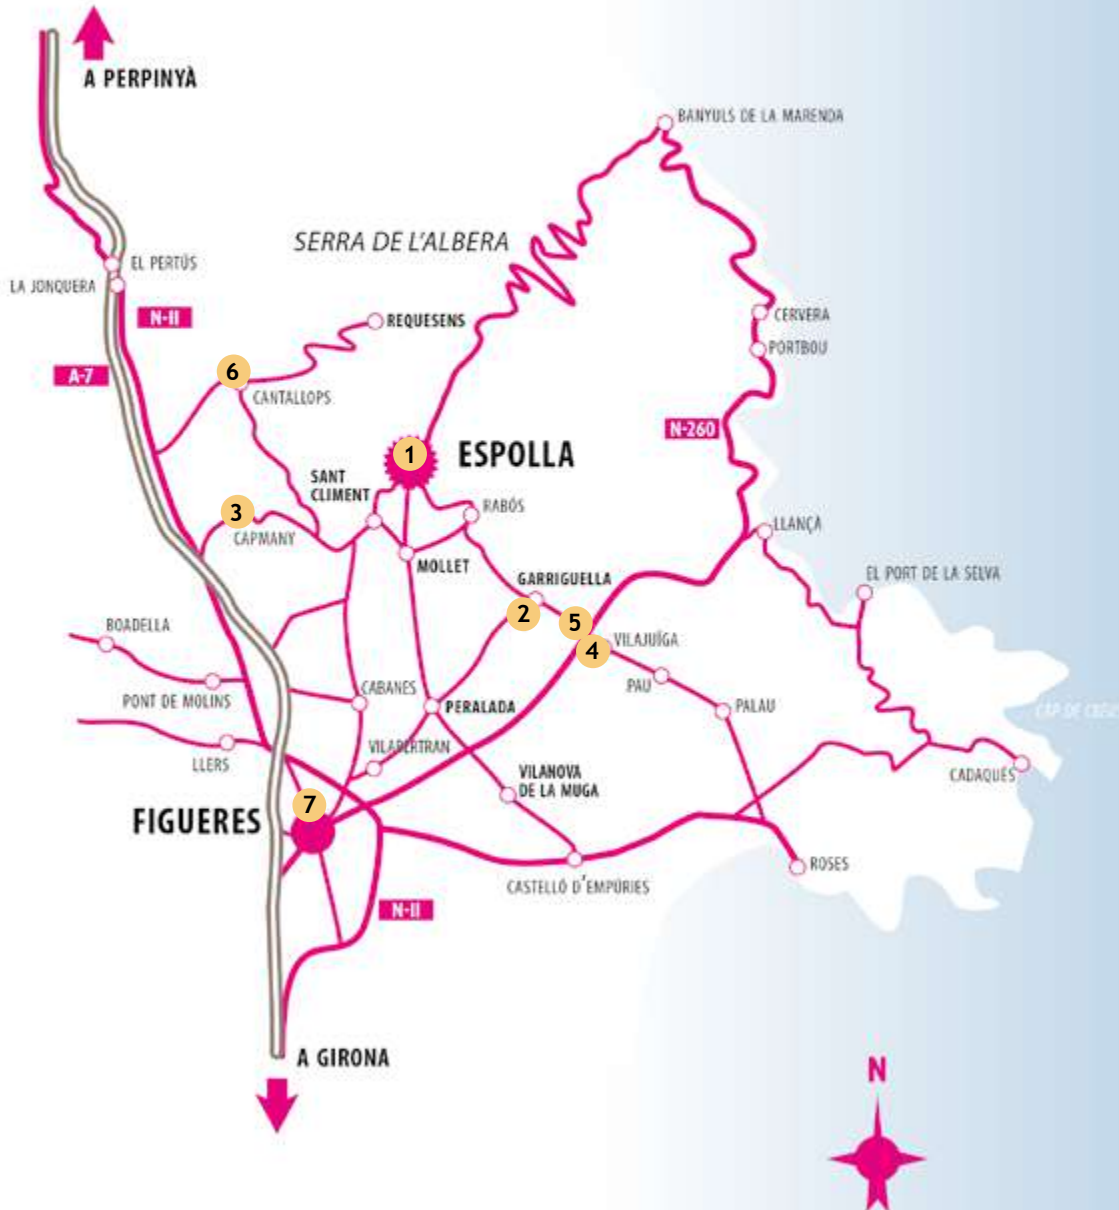 A PERPINYÀ
BANYULS DE LA MARENDA
SERRA DE L'ALBERA
EL PERTÚS
LA JONQUERA
N-II
REQUESENS
CERVERA
PORTBOU
A-7
6
CANTALLOPS
N-260
1
ESPOLLA
SANT
CLIMENT
RABÓS
3
CAPMANY
LLANÇÀ
MOLLET
GARRIGUELLA
EL PORT DE LA SELVA
2
5
BOADELLA
VILAJUÏGA
4
PAU
CABANES
PONT DE MOLINS
PERALADA
PALAU
VILABERTRAN
LLERS
VILANOVA
DE LA MUGA
CADAQUÉS
7
FIGUERES
ROSES
CASTELLÓ D'EMPÚRIES
N-II
A GIRONA
N